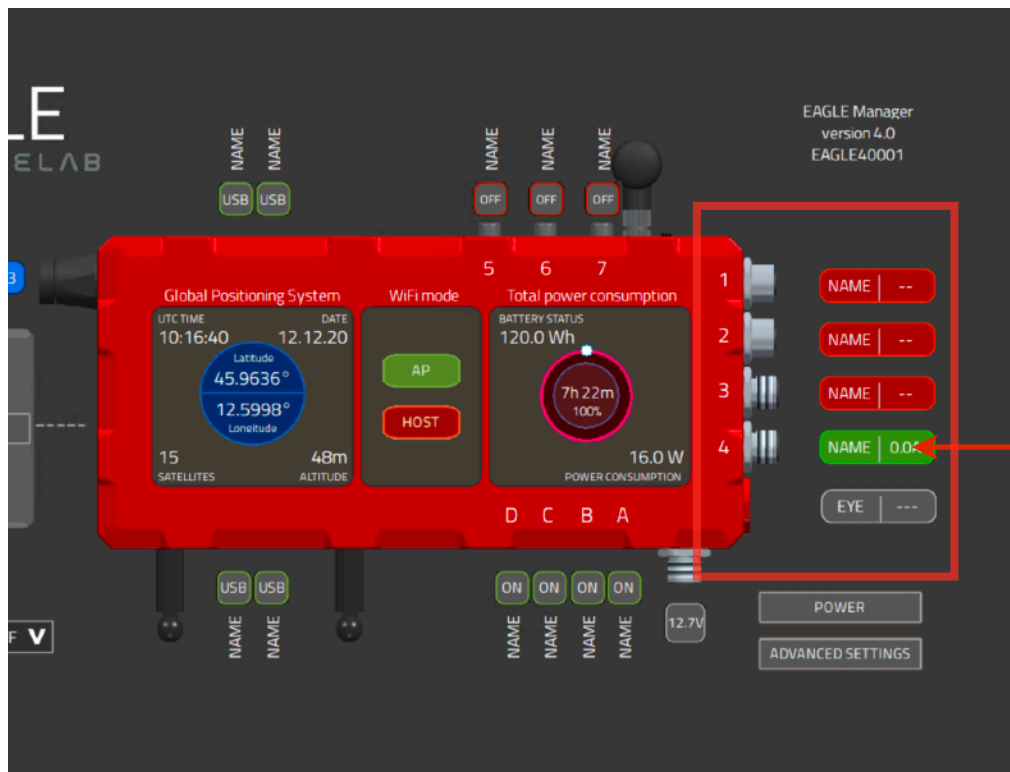 LE
ELAB
EAGLE Manager
version 4.0
EAGLE40001
NAME
NAME
NAME
NAME
NAME
USB
USB
OFF
OFF
OFF
5
6
7
Global Positioning System
UTC TIME
DATE
10:16:40
12.12.20
Latitude
45.9636°
12.5998°
Longitude
15
48m
SATELLITES
ALTITUDE
WiFi mode
AP
HOST
Total power consumption
BATTERY STATUS
120.0 Wh
7h 22m
100%
16.0 W
POWER CONSUMPTION
D
C
B
A
1
2
3
4
NAME | --
NAME | --
NAME | --
NAME | 0.0A
EYE | ---
USB
USB
ON
ON
ON
ON
NAME
NAME
NAME
NAME
NAME
NAME
12.7V
POWER
ADVANCED SETTINGS